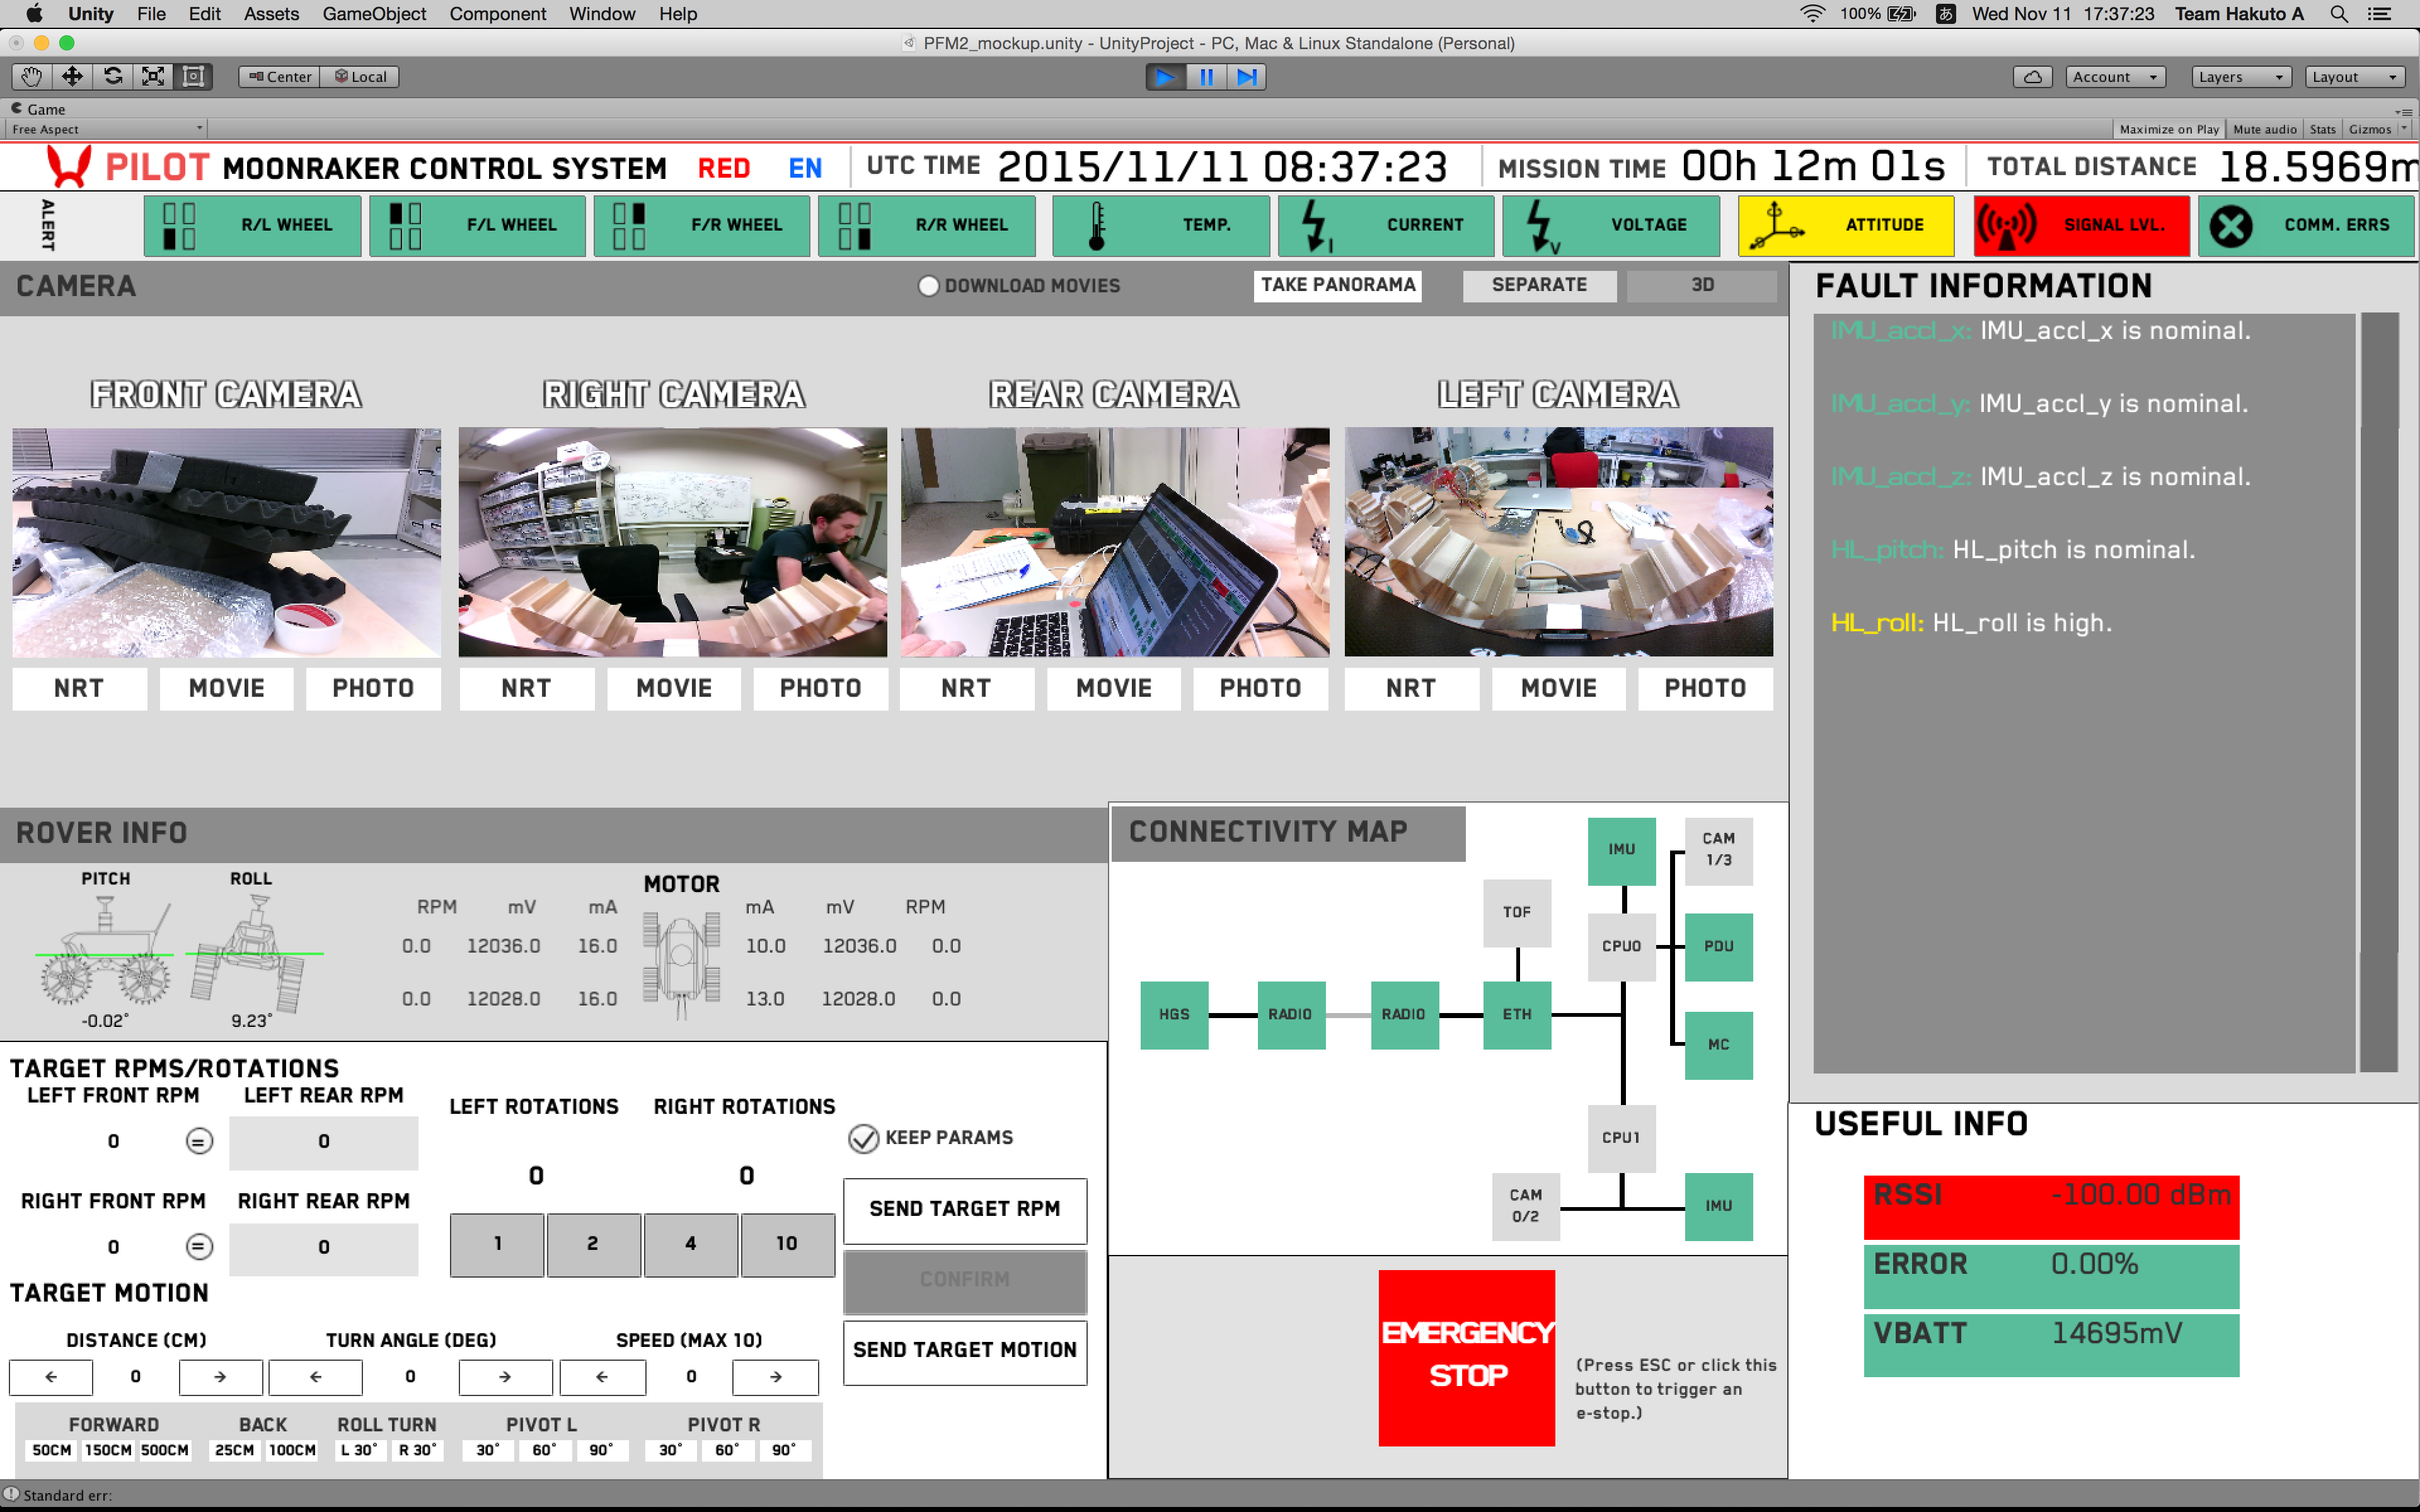 Unity File Edit Assets GameObject Component Window Help 100% あ Wed Nov 11 17:37:23 Team Hakuto A
PFM2_mockup.unity - UnityProject - PC, Mac & Linux Standalone (Personal)
Center Local Account Layers Layout
Game
Free Aspect Maximize on Play Mute audio Stats Gizmos
PILOT MOONRAKER CONTROL SYSTEM RED EN UTC TIME 2015/11/11 08:37:23 MISSION TIME 00h 12m 01s TOTAL DISTANCE 18.5969m
ALERT R/L WHEEL F/L WHEEL F/R WHEEL R/R WHEEL TEMP. I CURRENT V VOLTAGE ATTITUDE SIGNAL LVL. COMM. ERRS
CAMERA DOWNLOAD MOVIES TAKE PANORAMA SEPARATE 3D
FRONT CAMERA RIGHT CAMERA REAR CAMERA LEFT CAMERA
NRT MOVIE PHOTO NRT MOVIE PHOTO NRT MOVIE PHOTO NRT MOVIE PHOTO
FAULT INFORMATION
IMU_accl_x: IMU_accl_x is nominal.
IMU_accl_y: IMU_accl_y is nominal.
IMU_accl_z: IMU_accl_z is nominal.
HL_pitch: HL_pitch is nominal.
HL_roll: HL_roll is high.
ROVER INFO
PITCH ROLL MOTOR
RPM mV mA mA mV RPM
0.0 12036.0 16.0 10.0 12036.0 0.0
0.0 12028.0 16.0 13.0 12028.0 0.0
-0.02° 9.23°
CONNECTIVITY MAP
IMU CAM
1/3
TOF
CPU0 PDU
HGS RADIO RADIO ETH
MC
CPU1
CAM
0/2
IMU
TARGET RPMS/ROTATIONS
LEFT FRONT RPM LEFT REAR RPM LEFT ROTATIONS RIGHT ROTATIONS
0 = 0 KEEP PARAMS
0 0
RIGHT FRONT RPM RIGHT REAR RPM SEND TARGET RPM
0 = 0 1 2 4 10
CONFIRM
TARGET MOTION
DISTANCE (CM) TURN ANGLE (DEG) SPEED (MAX 10) SEND TARGET MOTION
← 0 → ← 0 → ← 0 →
FORWARD BACK ROLL TURN PIVOT L PIVOT R
50CM 150CM 500CM 25CM 100CM L 30° R 30° 30° 60° 90° 30° 60° 90°
EMERGENCY
STOP
(Press ESC or click this
button to trigger an
e-stop.)
USEFUL INFO
RSSI -100.00 dBm
ERROR 0.00%
VBATT 14695mV
Standard err: